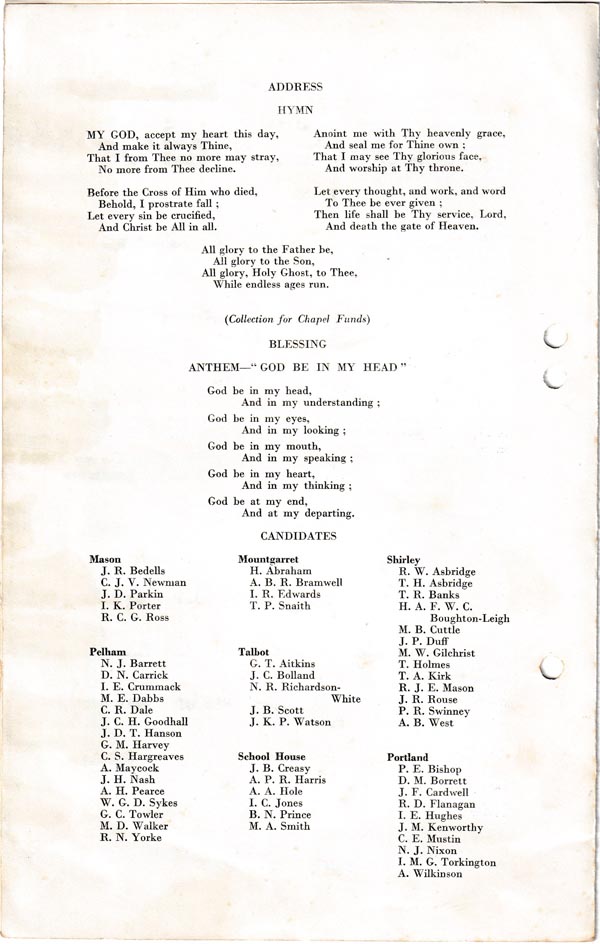 ADDRESS
HYMN
MY GOD, accept my heart this day,
And make it always Thine,
That I from Thee no more may stray,
No more from Thee decline.
Before the Cross of Him who died,
Behold, I prostrate fall ;
Let every sin be crucified,
And Christ be All in all.
Anoint me with Thy heavenly grace,
And seal me for Thine own ;
That I may see Thy glorious face,
And worship at Thy throne.
Let every thought, and work, and word
To Thee be ever given ;
Then life shall be Thy service, Lord,
And death the gate of Heaven.
All glory to the Father be,
All glory to the Son,
All glory, Holy Ghost, to Thee,
While endless ages run.
(Collection for Chapel Funds)
BLESSING
ANTHEM—“ GOD BE IN MY HEAD ”
God be in my head,
And in my understanding ;
God be in my eyes,
And in my looking ;
God be in my mouth,
And in my speaking ;
God be in my heart,
And in my thinking ;
God be at my end,
And at my departing.
CANDIDATES
Mason
J. R. Bedells
C. J. V. Newman
J. D. Parkin
I. K. Porter
R. C. G. Ross
Pelham
N. J. Barrett
D. N. Carrick
I. E. Crummack
M. E. Dabbs
C. R. Dale
J. C. H. Goodhall
J. D. T. Hanson
G. M. Harvey
C. S. Hargreaves
A. Maycock
J. H. Nash
A. H. Pearce
W. G. D. Sykes
G. C. Towler
M. D. Walker
R. N. Yorke
Mountgarret
H. Abraham
A. B. R. Bramwell
I. R. Edwards
T. P. Snaith
Talbot
G. T. Aitkins
J. C. Bolland
N. R. Richardson-
White
J. B. Scott
J. K. P. Watson
School House
J. B. Creasy
A. P. R. Harris
A. A. Hole
I. C. Jones
B. N. Prince
M. A. Smith
Shirley
R. W. Asbridge
T. H. Asbridge
T. R. Banks
H. A. F. W. C.
Boughton-Leigh
M. B. Cuttle
J. P. Duff
M. W. Gilchrist
T. Holmes
T. A. Kirk
R. J. E. Mason
J. R. Rouse
P. R. Swinney
A. B. West
Portland
P. E. Bishop
D. M. Borrett
J. F. Cardwell
R. D. Flanagan
I. E. Hughes
J. M. Kenworthy
C. E. Mustin
N. J. Nixon
I. M. G. Torkington
A. Wilkinson